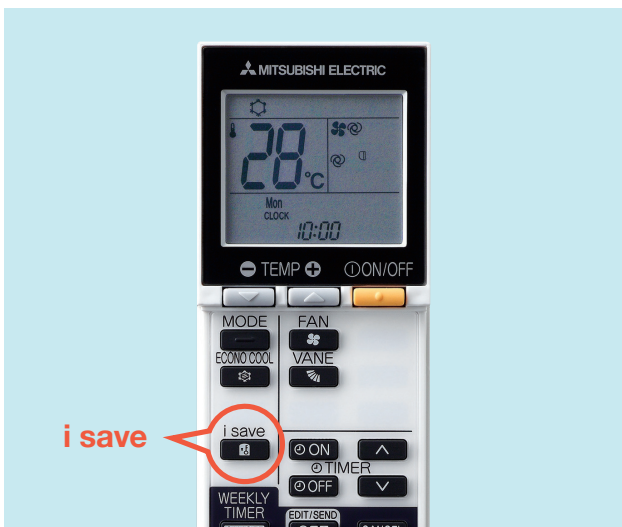 MITSUBISHI ELECTRIC
28°C
Mon
CLOCK
10:00
TEMP ON/OFF
MODE FAN
ECONO COOL VANE
i save
i save
ON
TIMER
OFF
WEEKLY
TIMER
EDIT/SEND